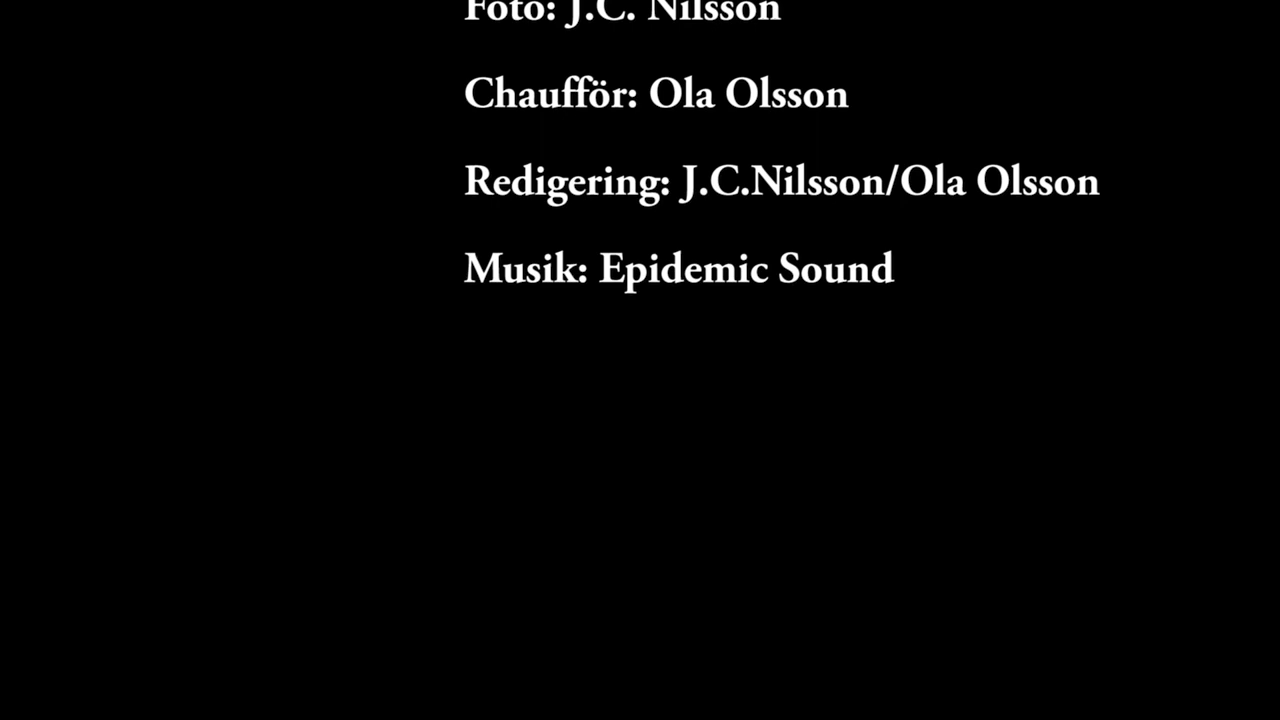 Foto: J.C. Nilsson
Chaufför: Ola Olsson
Redigering: J.C.Nilsson/Ola Olsson
Musik: Epidemic Sound